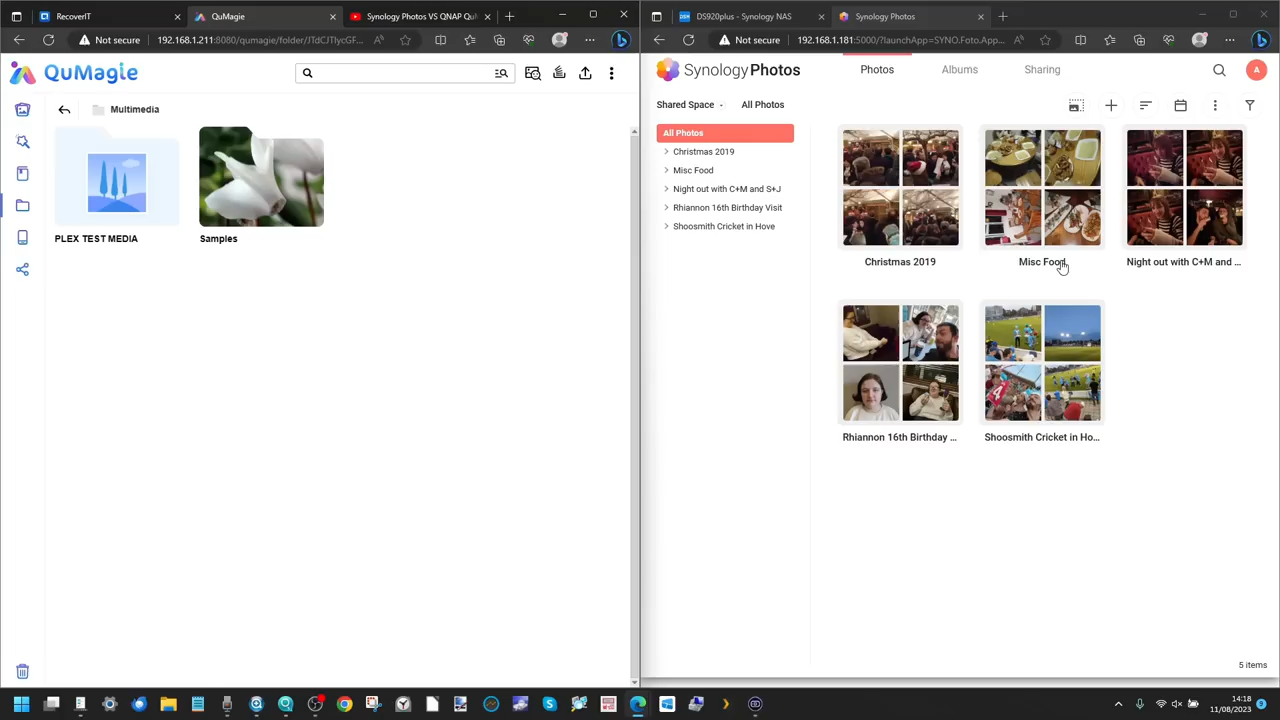 RecoverIT
QuMagie
Synology Photos VS QNAP Qu
DS920plus - Synology NAS
Synology Photos
Not secure
192.168.1.211:8080/qumagie/folder/JTdCJTIycGF...
Not secure
192.168.1.181:5000/?launchApp=SYNO.Foto.App...
QuMagie
Multimedia
PLEX TEST MEDIA
Samples
SynologyPhotos
Photos
Albums
Sharing
A
Shared Space
All Photos
All Photos
Christmas 2019
Misc Food
Night out with C+M and S+J
Rhiannon 16th Birthday Visit
Shoosmith Cricket in Hove
Christmas 2019
Misc Food
Night out with C+M and ...
Rhiannon 16th Birthday ...
Shoosmith Cricket in Ho...
5 items
14:18
11/08/2023
3